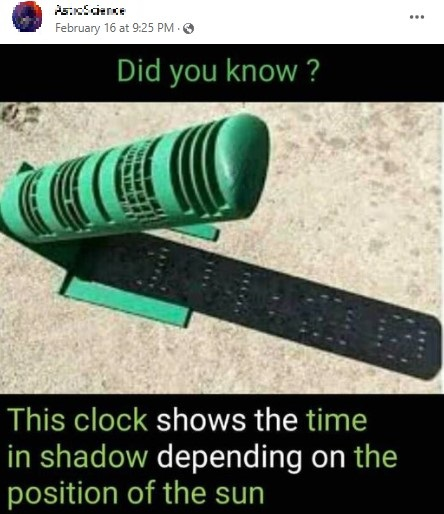 AstroScience
February 16 at 9:25 PM ·
Did you know ?
This clock shows the time
in shadow depending on the
position of the sun